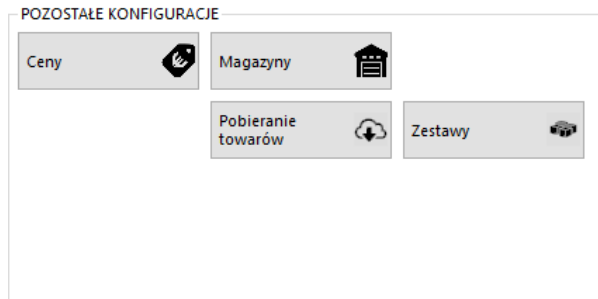 POZOSTAŁE KONFIGURACJE
Ceny
Magazyny
Pobieranie
towarów
Zestawy